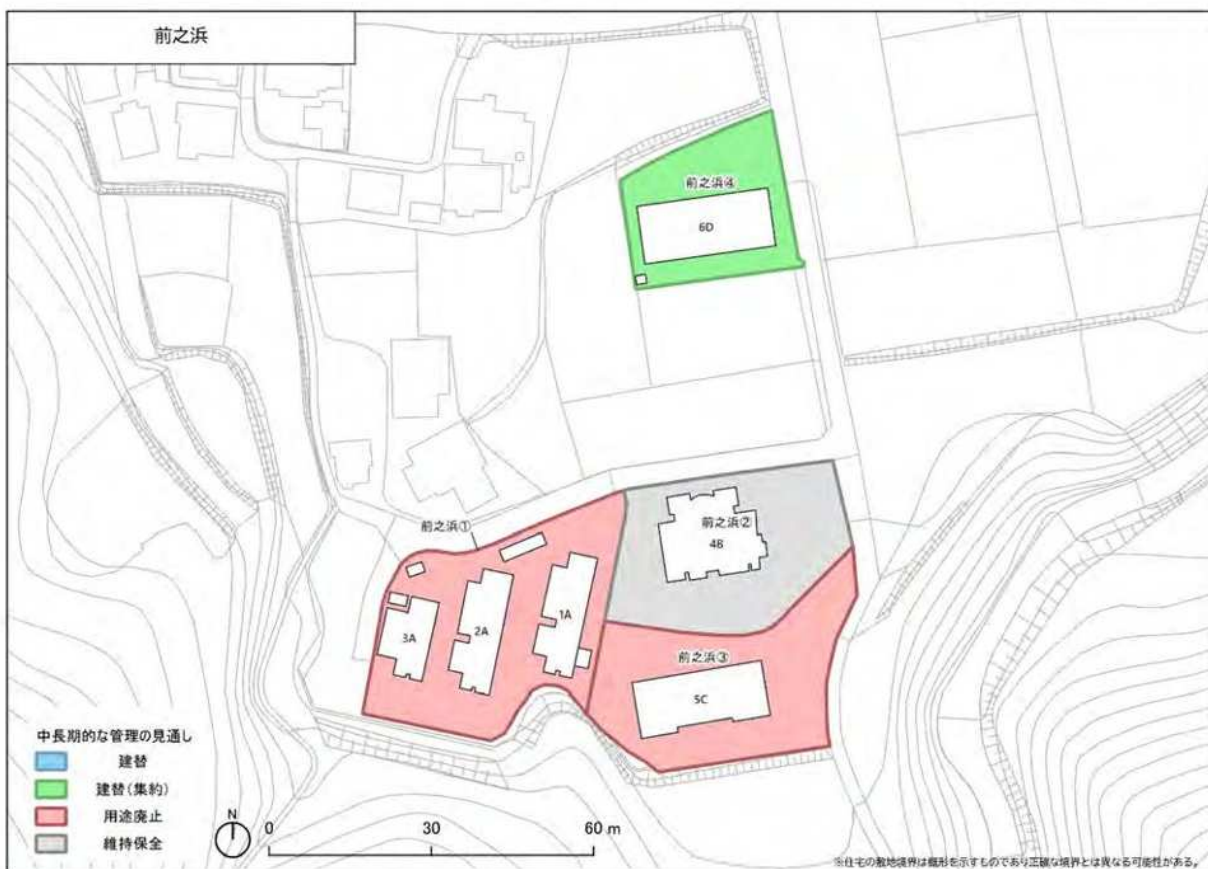 前之浜
前之浜④
6D
前之浜①
前之浜②
4B
1A
2A
3A
前之浜③
5C
中長期的な管理の見通し
建替
建替(集約)
用途廃止
維持保全
N
0 30 60 m
※住宅の敷地境界は概形を示すものであり正確な境界とは異なる可能性がある。